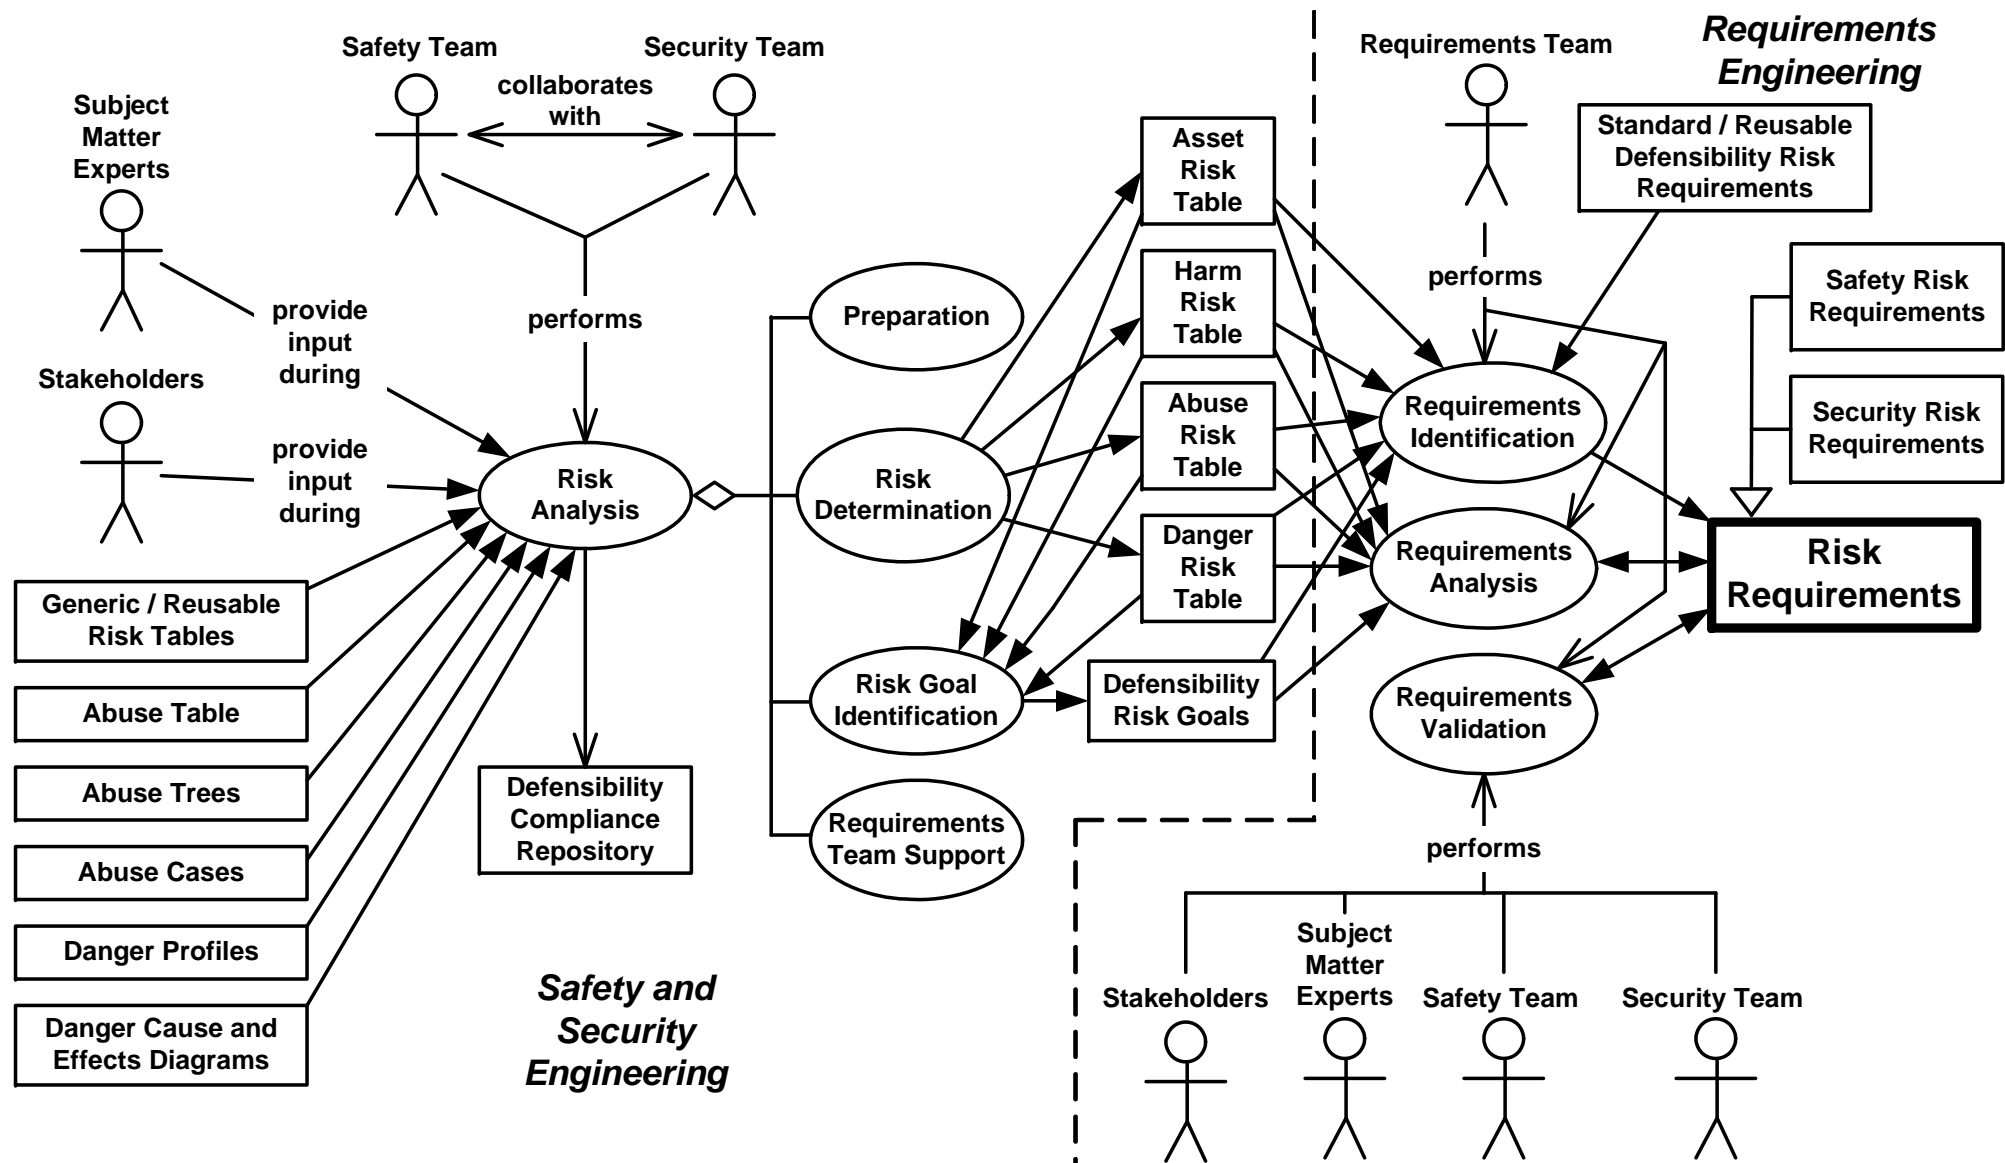 Requirements
Engineering
Safety Team
Security Team
Requirements Team
collaborates
with
Subject
Matter
Experts
Standard / Reusable
Defensibility Risk
Requirements
Asset
Risk
Table
Harm
Risk
Table
performs
Safety Risk
Requirements
provide
input
during
performs
Preparation
Stakeholders
Abuse
Risk
Table
Requirements
Identification
Security Risk
Requirements
provide
input
during
Risk
Analysis
Risk
Determination
Danger
Risk
Table
Requirements
Analysis
Risk
Requirements
Generic / Reusable
Risk Tables
Abuse Table
Risk Goal
Identification
Defensibility
Risk Goals
Requirements
Validation
Abuse Trees
Defensibility
Compliance
Repository
Requirements
Team Support
performs
Abuse Cases
Danger Profiles
Danger Cause and
Effects Diagrams
Safety and
Security
Engineering
Stakeholders
Subject
Matter
Experts
Safety Team
Security Team